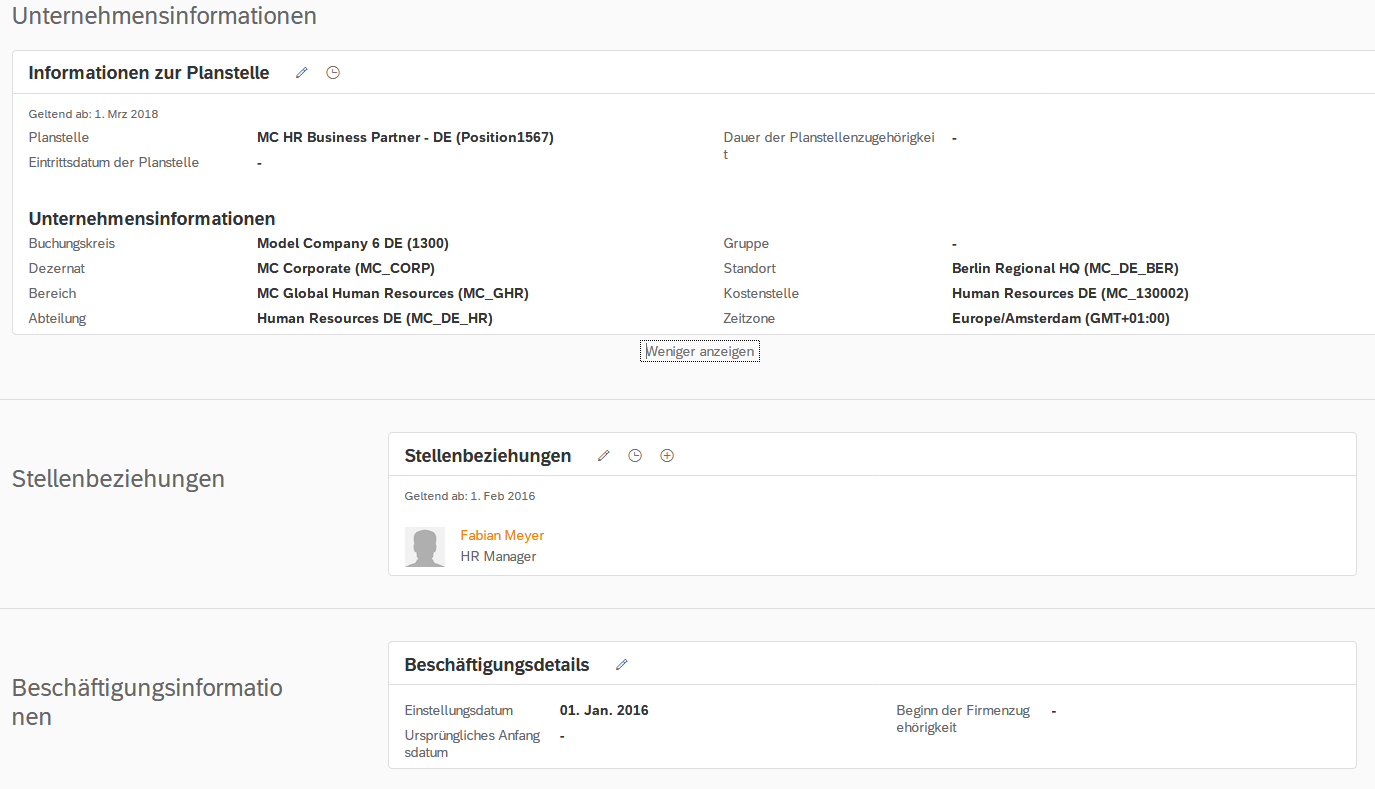 Unternehmensinformationen
Informationen zur Planstelle
Geltend ab: 1. Mrz 2018
Planstelle MC HR Business Partner - DE (Position1567) Dauer der Planstellenzugehörigkei -
t
Eintrittsdatum der Planstelle -
Unternehmensinformationen
Buchungskreis Model Company 6 DE (1300) Gruppe -
Dezernat MC Corporate (MC_CORP) Standort Berlin Regional HQ (MC_DE_BER)
Bereich MC Global Human Resources (MC_GHR) Kostenstelle Human Resources DE (MC_130002)
Abteilung Human Resources DE (MC_DE_HR) Zeitzone Europe/Amsterdam (GMT+01:00)
Weniger anzeigen
Stellenbeziehungen
Stellenbeziehungen
Geltend ab: 1. Feb 2016
Fabian Meyer
HR Manager
Beschäftigungsinformatio
nen
Beschäftigungsdetails
Einstellungsdatum 01. Jan. 2016 Beginn der Firmenzug -
ehörigkeit
Ursprüngliches Anfang -
sdatum